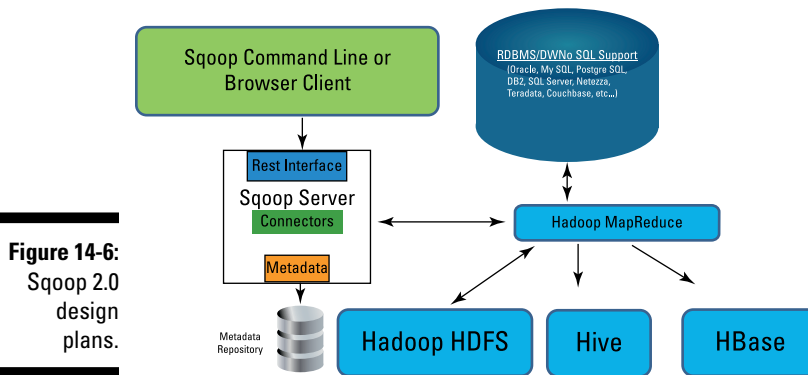 Sqoop Command Line or
Browser Client
RDBMS/DWNo SQL Support
(Oracle, My SQL, Postgre SQL,
DB2, SQL Server, Netezza,
Teradata, Couchbase, etc...)
Rest Interface
Sqoop Server
Connectors
Metadata
Hadoop MapReduce
Figure 14-6:
Sqoop 2.0
design
plans.
Metadata
Repository
Hadoop HDFS
Hive
HBase